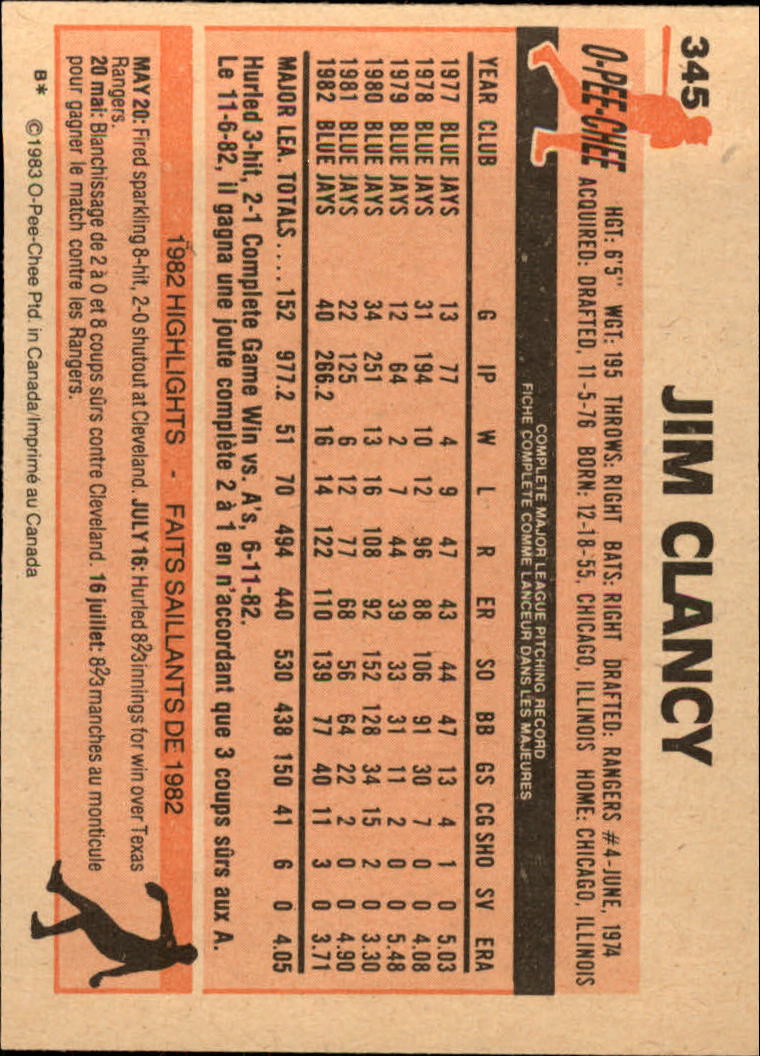 345
JIM CLANCY
O-PEE-CHEE
HGT: 6'5" WGT: 195 THROWS: RIGHT BATS: RIGHT DRAFTED: RANGERS #4-JUNE, 1974
ACQUIRED: DRAFTED, 11-5-76 BORN: 12-18-55, CHICAGO, ILLINOIS HOME: CHICAGO, ILLINOIS
COMPLETE MAJOR LEAGUE PITCHING RECORD
FICHE COMPLÈTE COMME LANCEUR DANS LES MAJEURES
YEAR CLUB G IP W L R ER SO BB GS CG SHO SV ERA
1977 BLUE JAYS 13 77 4 9 47 43 44 47 13 4 1 0 5.03
1978 BLUE JAYS 31 194 10 12 96 88 106 91 30 7 0 0 4.08
1979 BLUE JAYS 12 64 2 7 44 39 33 31 11 2 0 0 5.48
1980 BLUE JAYS 34 251 13 16 108 92 152 128 34 15 2 0 3.30
1981 BLUE JAYS 22 125 6 12 77 68 56 64 22 2 0 0 4.90
1982 BLUE JAYS 40 266.2 16 14 122 110 139 77 40 11 3 0 3.71
MAJOR LEA. TOTALS .... 152 977.2 51 70 494 440 530 438 150 41 6 0 4.05
Hurled 3-hit, 2-1 Complete Game Win vs. A's, 6-11-82.
Le 11-6-82, il gagna une joute complète 2 à 1 en n'accordant que 3 coups sûrs aux A.
1982 HIGHLIGHTS - FAITS SAILLANTS DE 1982
MAY 20: Fired sparkling 8-hit, 2-0 shutout at Cleveland. JULY 16: Hurled 8⅔ innings for win over Texas
Rangers.
20 mai: Blanchissage de 2 à 0 et 8 coups sûrs contre Cleveland. 16 juillet: 8⅔ manches au monticule
pour gagner le match contre les Rangers.
B* ©1983 O-Pee-Chee Ptd. in Canada/Imprimé au Canada